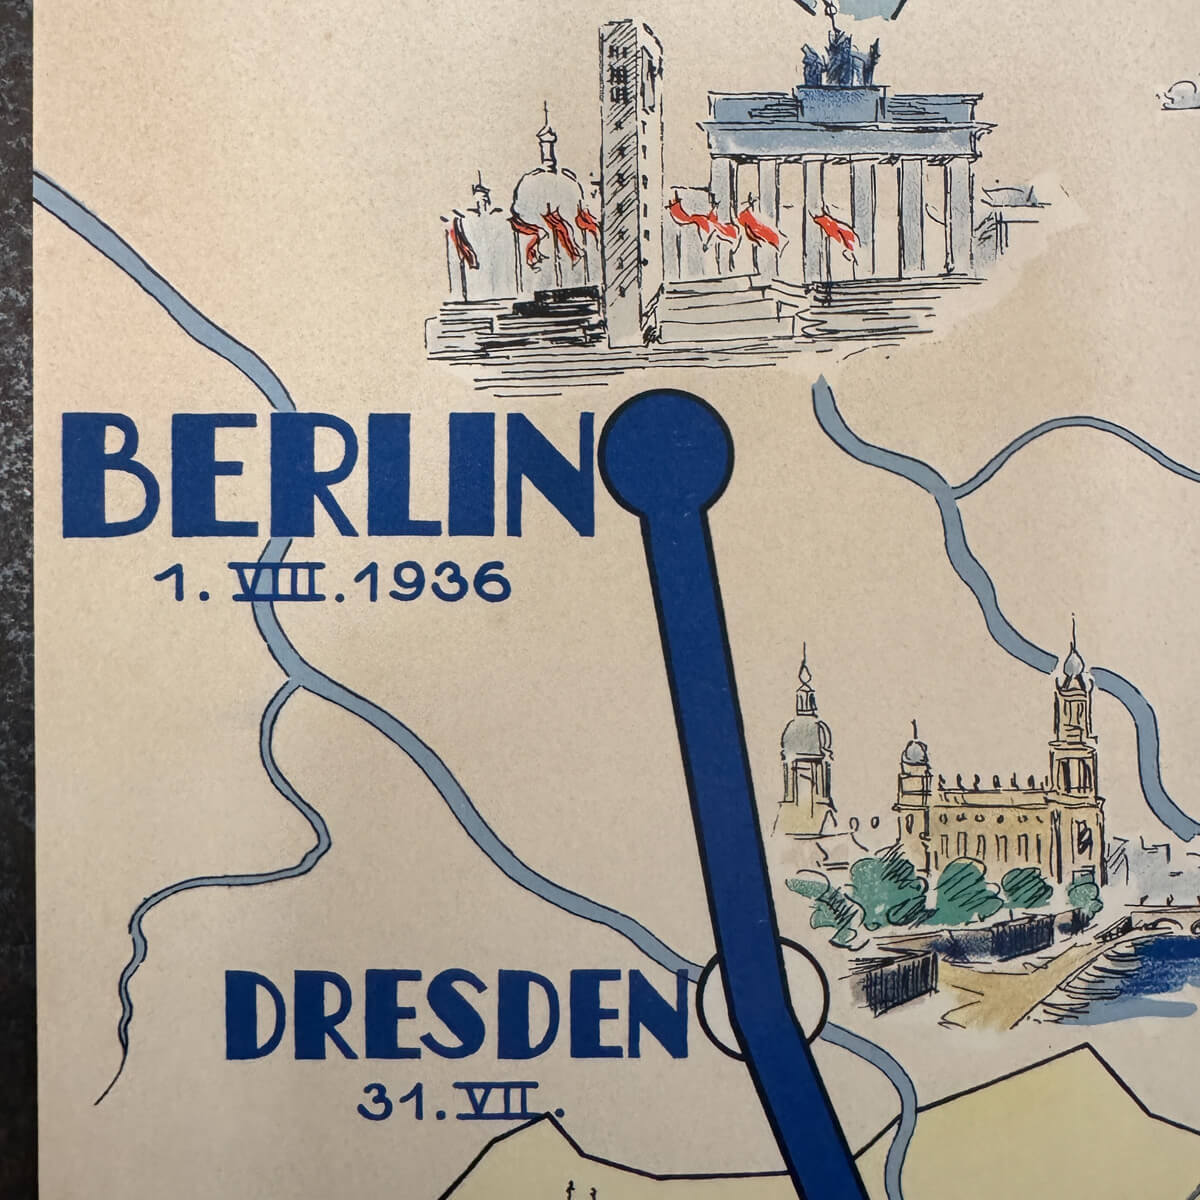 BERLIN
1. VIII. 1936
DRESDEN
31. VII.